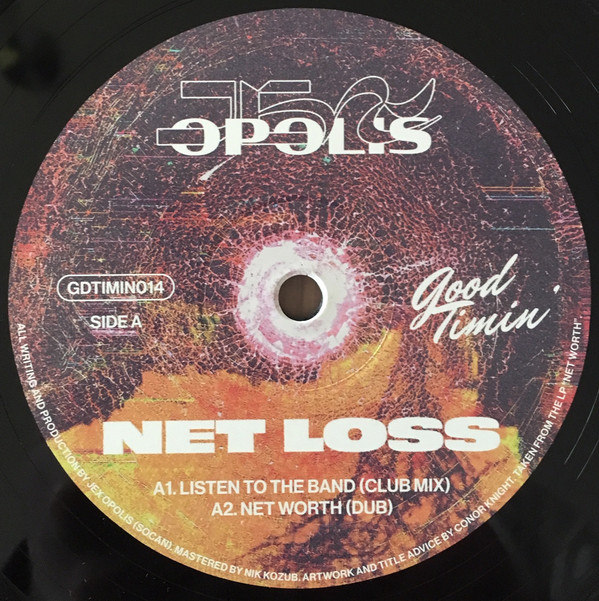 JEX
OPOLIS
GDTIMIN014
SIDE A
Good
Timin'
NET LOSS
A1. LISTEN TO THE BAND (CLUB MIX)
A2. NET WORTH (DUB)
ALL WRITING AND PRODUCTION BY JEX OPOLIS (SOCAN). MASTERED BY NIK KOZUB. ARTWORK AND TITLE ADVICE BY CONOR KNIGHT. TAKEN FROM THE LP "NET WORTH"